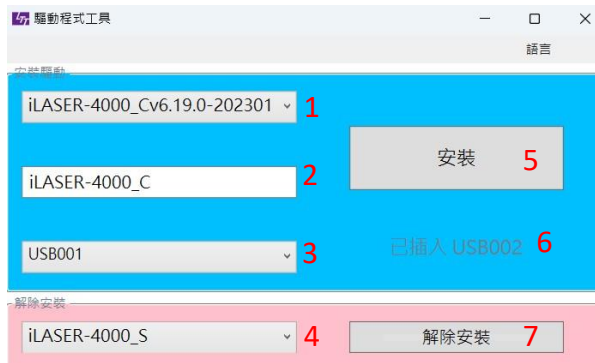 驅動程式工具
語言
安裝驅動
iLASER-4000_Cv6.19.0-202301 1
iLASER-4000_C 2
USB001 3
安裝 5
已插入 USB002 6
解除安裝
iLASER-4000_S 4
解除安裝 7